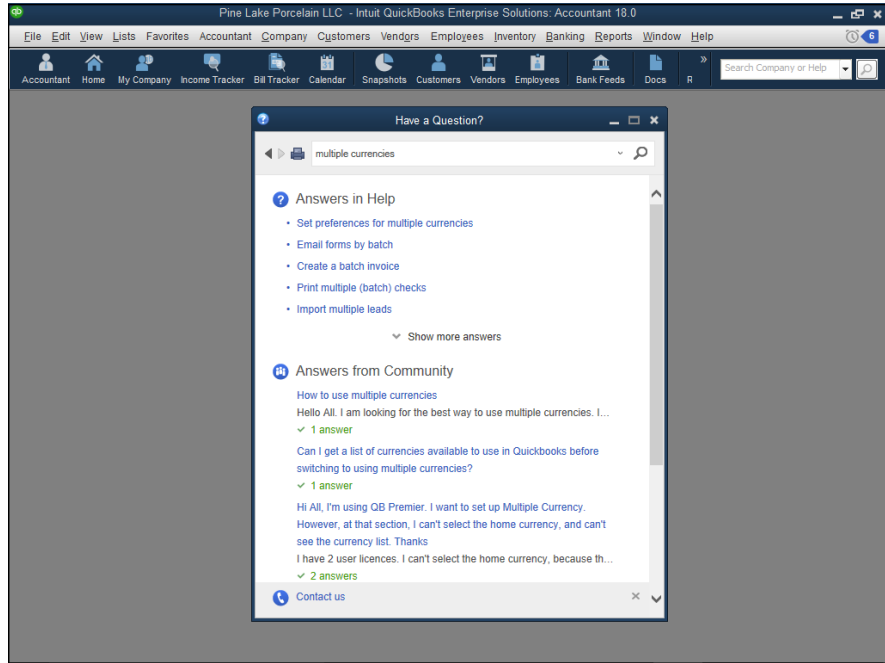 Pine Lake Porcelain LLC - Intuit QuickBooks Enterprise Solutions: Accountant 18.0
File Edit View Lists Favorites Accountant Company Customers Vendors Employees Inventory Banking Reports Window Help
6
Accountant Home My Company Income Tracker Bill Tracker Calendar Snapshots Customers Vendors Employees Bank Feeds Docs R
Search Company or Help
Have a Question?
multiple currencies
Answers in Help
• Set preferences for multiple currencies
• Email forms by batch
• Create a batch invoice
• Print multiple (batch) checks
• Import multiple leads
Show more answers
Answers from Community
How to use multiple currencies
Hello All. I am looking for the best way to use multiple currencies. I...
1 answer
Can I get a list of currencies available to use in Quickbooks before
switching to using multiple currencies?
1 answer
Hi All, I'm using QB Premier. I want to set up Multiple Currency.
However, at that section, I can't select the home currency, and can't
see the currency list. Thanks
I have 2 user licences. I can't select the home currency, because th...
2 answers
Contact us